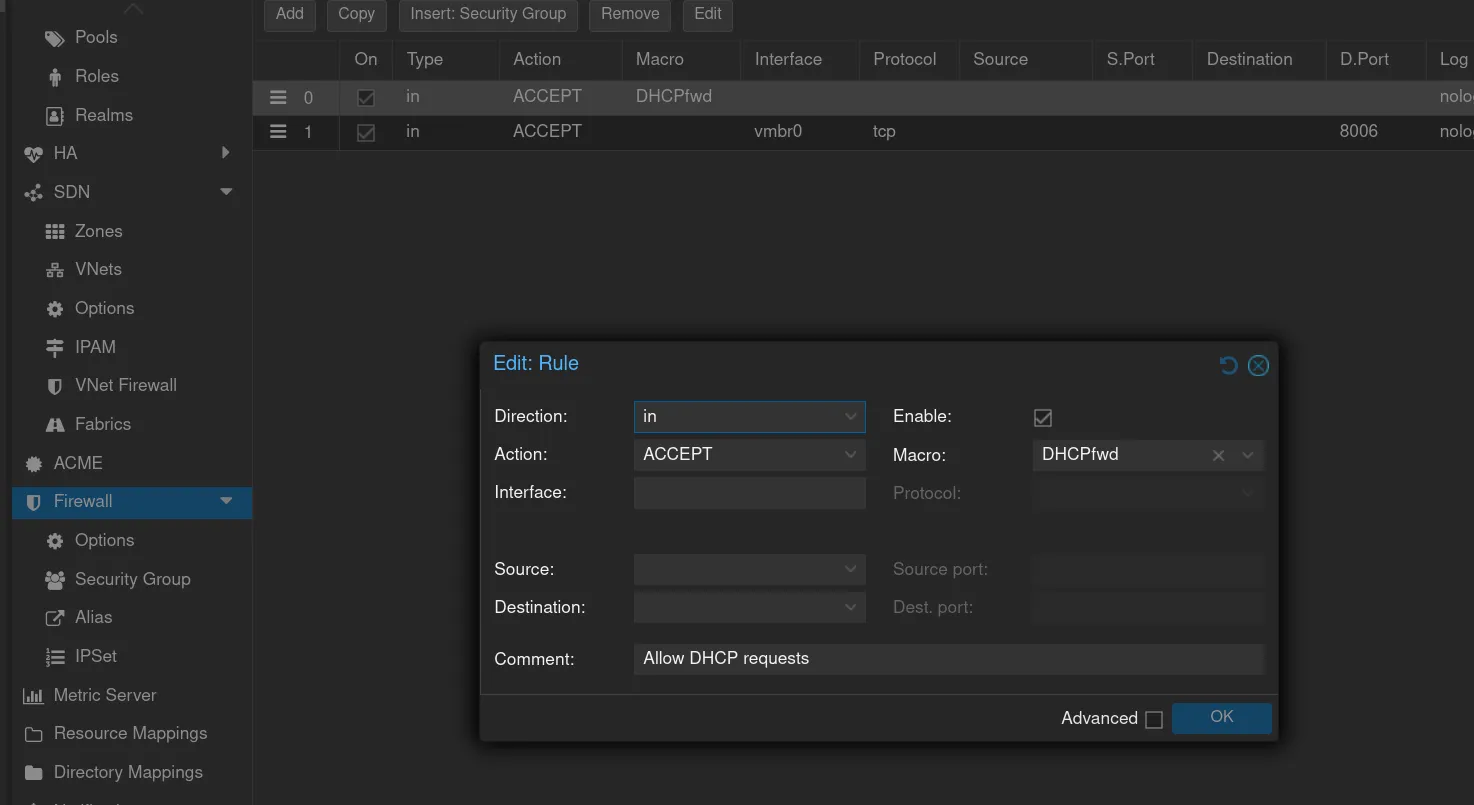 Add Copy Insert: Security Group Remove Edit
On Type Action Macro Interface Protocol Source S.Port Destination D.Port Log
0 in ACCEPT DHCPfwd
1 in ACCEPT vmbr0 tcp 8006
Pools
Roles
Realms
HA
SDN
Zones
VNets
Options
IPAM
VNet Firewall
Fabrics
ACME
Firewall
Options
Security Group
Alias
IPSet
Metric Server
Resource Mappings
Directory Mappings
Edit: Rule
Direction: in Enable:
Action: ACCEPT Macro: DHCPfwd
Interface: Protocol:
Source: Source port:
Destination: Dest. port:
Comment: Allow DHCP requests
Advanced OK